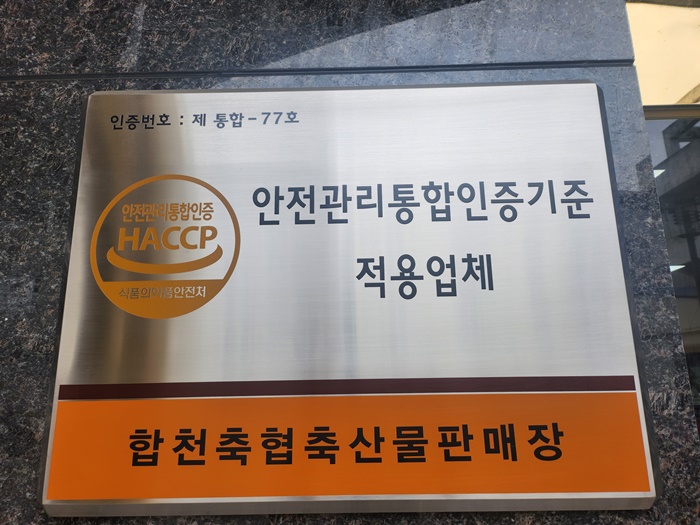 인증번호 : 제 통합-77호
안전관리통합인증
HACCP
식품의약품안전처
안전관리통합인증기준
적용업체
합천축협축산물판매장